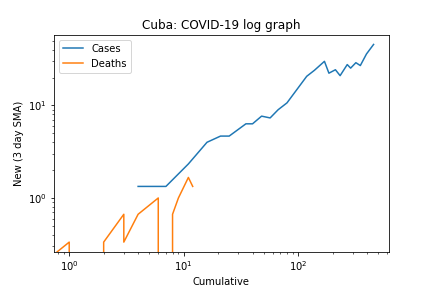 Cuba: COVID-19 log graph
Cases
Deaths
New (3 day SMA)
10¹
10⁰
10⁰ 10¹ 10²
Cumulative